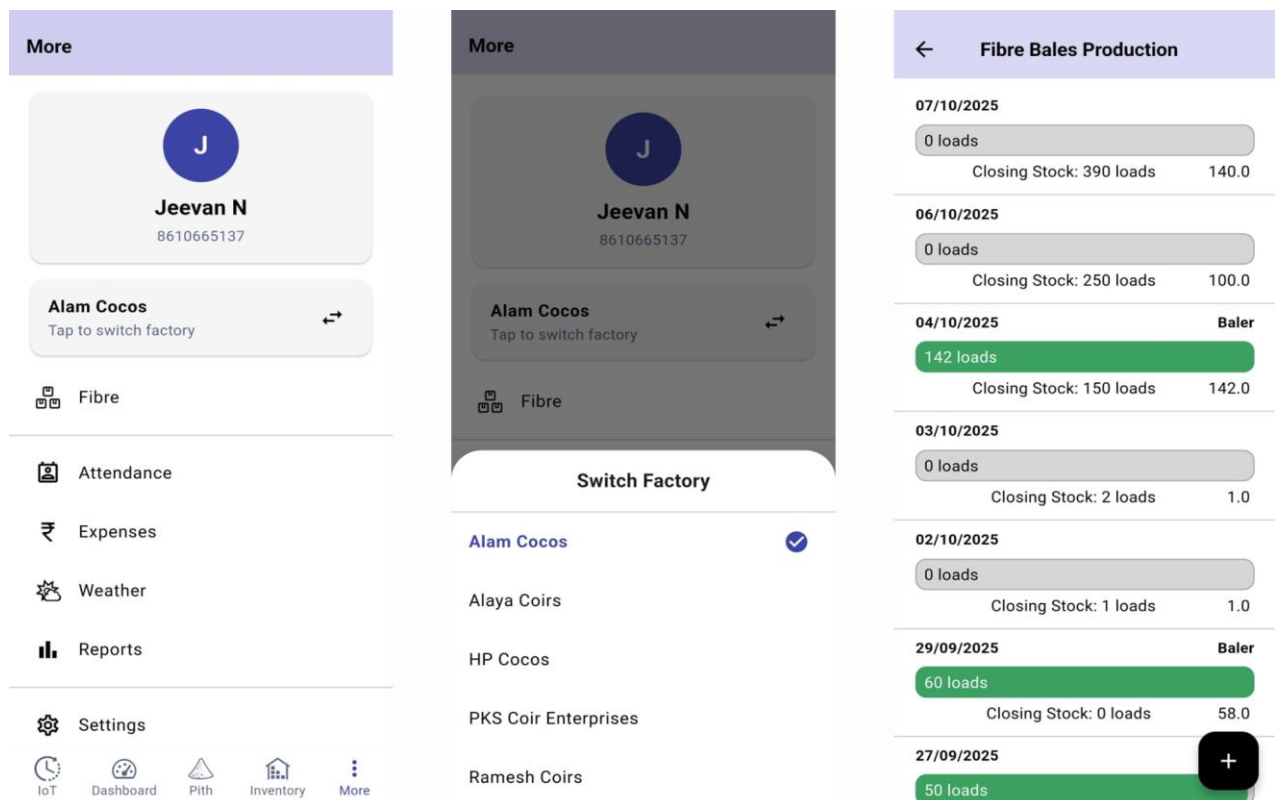 More
J
Jeevan N
8610665137
Alam Cocos
Tap to switch factory
Fibre
Attendance
Expenses
Weather
Reports
Settings
IoT Dashboard Pith Inventory More
More
J
Jeevan N
8610665137
Alam Cocos
Tap to switch factory
Fibre
Switch Factory
Alam Cocos
Alaya Coirs
HP Cocos
PKS Coir Enterprises
Ramesh Coirs
Fibre Bales Production
07/10/2025
0 loads
Closing Stock: 390 loads 140.0
06/10/2025
0 loads
Closing Stock: 250 loads 100.0
04/10/2025 Baler
142 loads
Closing Stock: 150 loads 142.0
03/10/2025
0 loads
Closing Stock: 2 loads 1.0
02/10/2025
0 loads
Closing Stock: 1 loads 1.0
29/09/2025 Baler
60 loads
Closing Stock: 0 loads 58.0
27/09/2025
50 loads
+